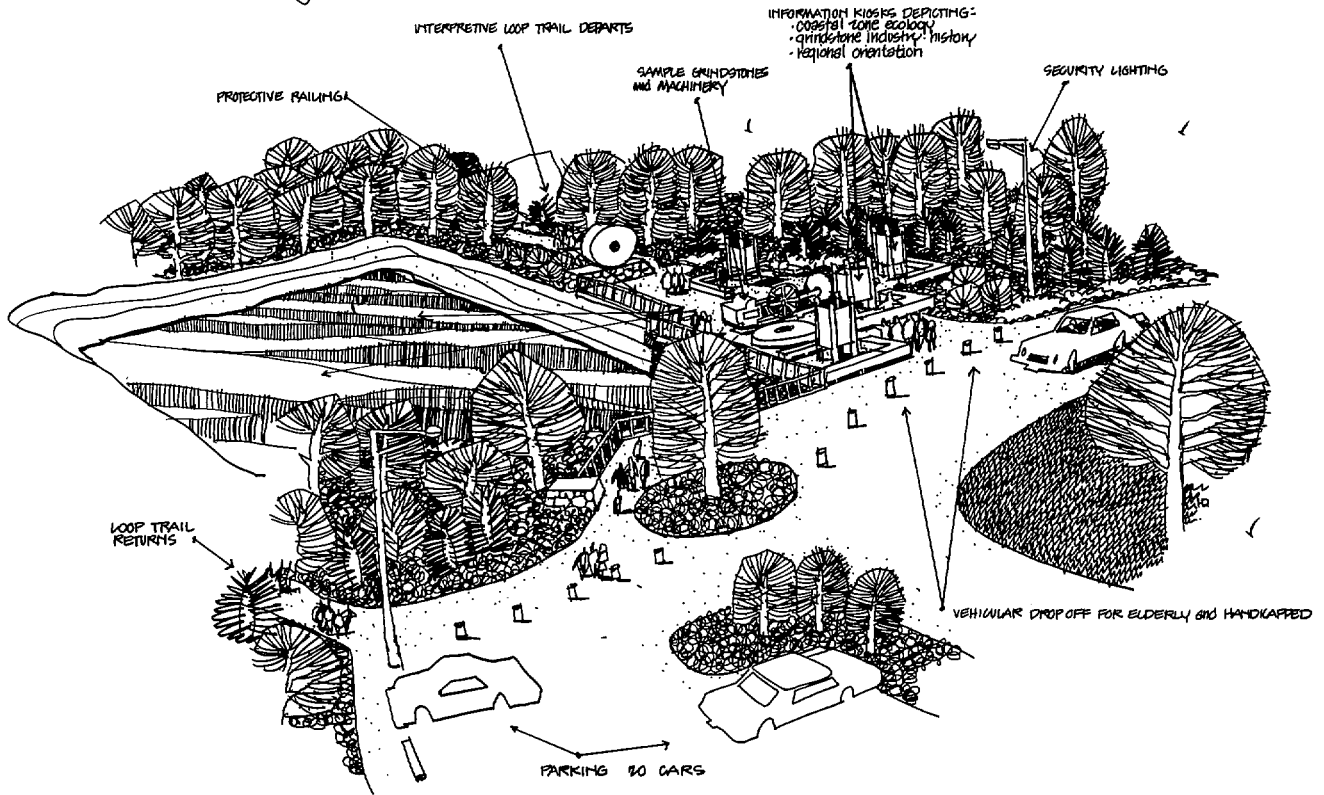 INFORMATION KIOSKS DEPICTING:
· coastal zone ecology
· grindstone industry history
· regional orientation
INTERPRETIVE LOOP TRAIL DEPARTS
SAMPLE GRINDSTONES
and MACHINERY
SECURITY LIGHTING
PROTECTIVE RAILING
LOOP TRAIL
RETURNS
VEHICULAR DROP OFF FOR ELDERLY and HANDICAPPED
PARKING 20 CARS